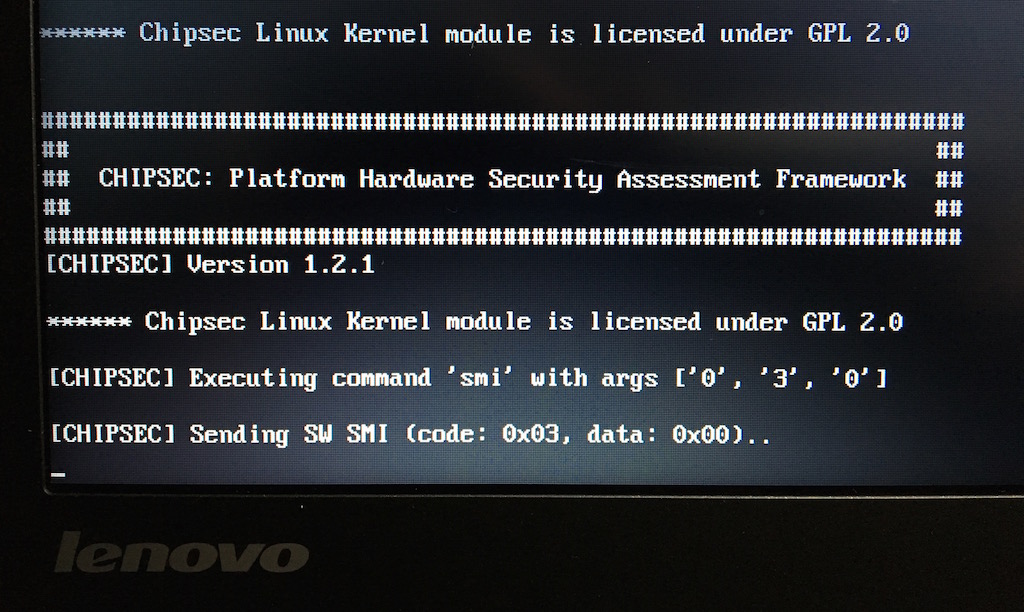 ****** Chipsec Linux Kernel module is licensed under GPL 2.0
################################################################
##                                                            ##
##  CHIPSEC: Platform Hardware Security Assessment Framework  ##
##                                                            ##
################################################################
[CHIPSEC] Version 1.2.1
****** Chipsec Linux Kernel module is licensed under GPL 2.0
[CHIPSEC] Executing command 'smi' with args ['0', '3', '0']
[CHIPSEC] Sending SW SMI (code: 0x03, data: 0x00)..
_
lenovo